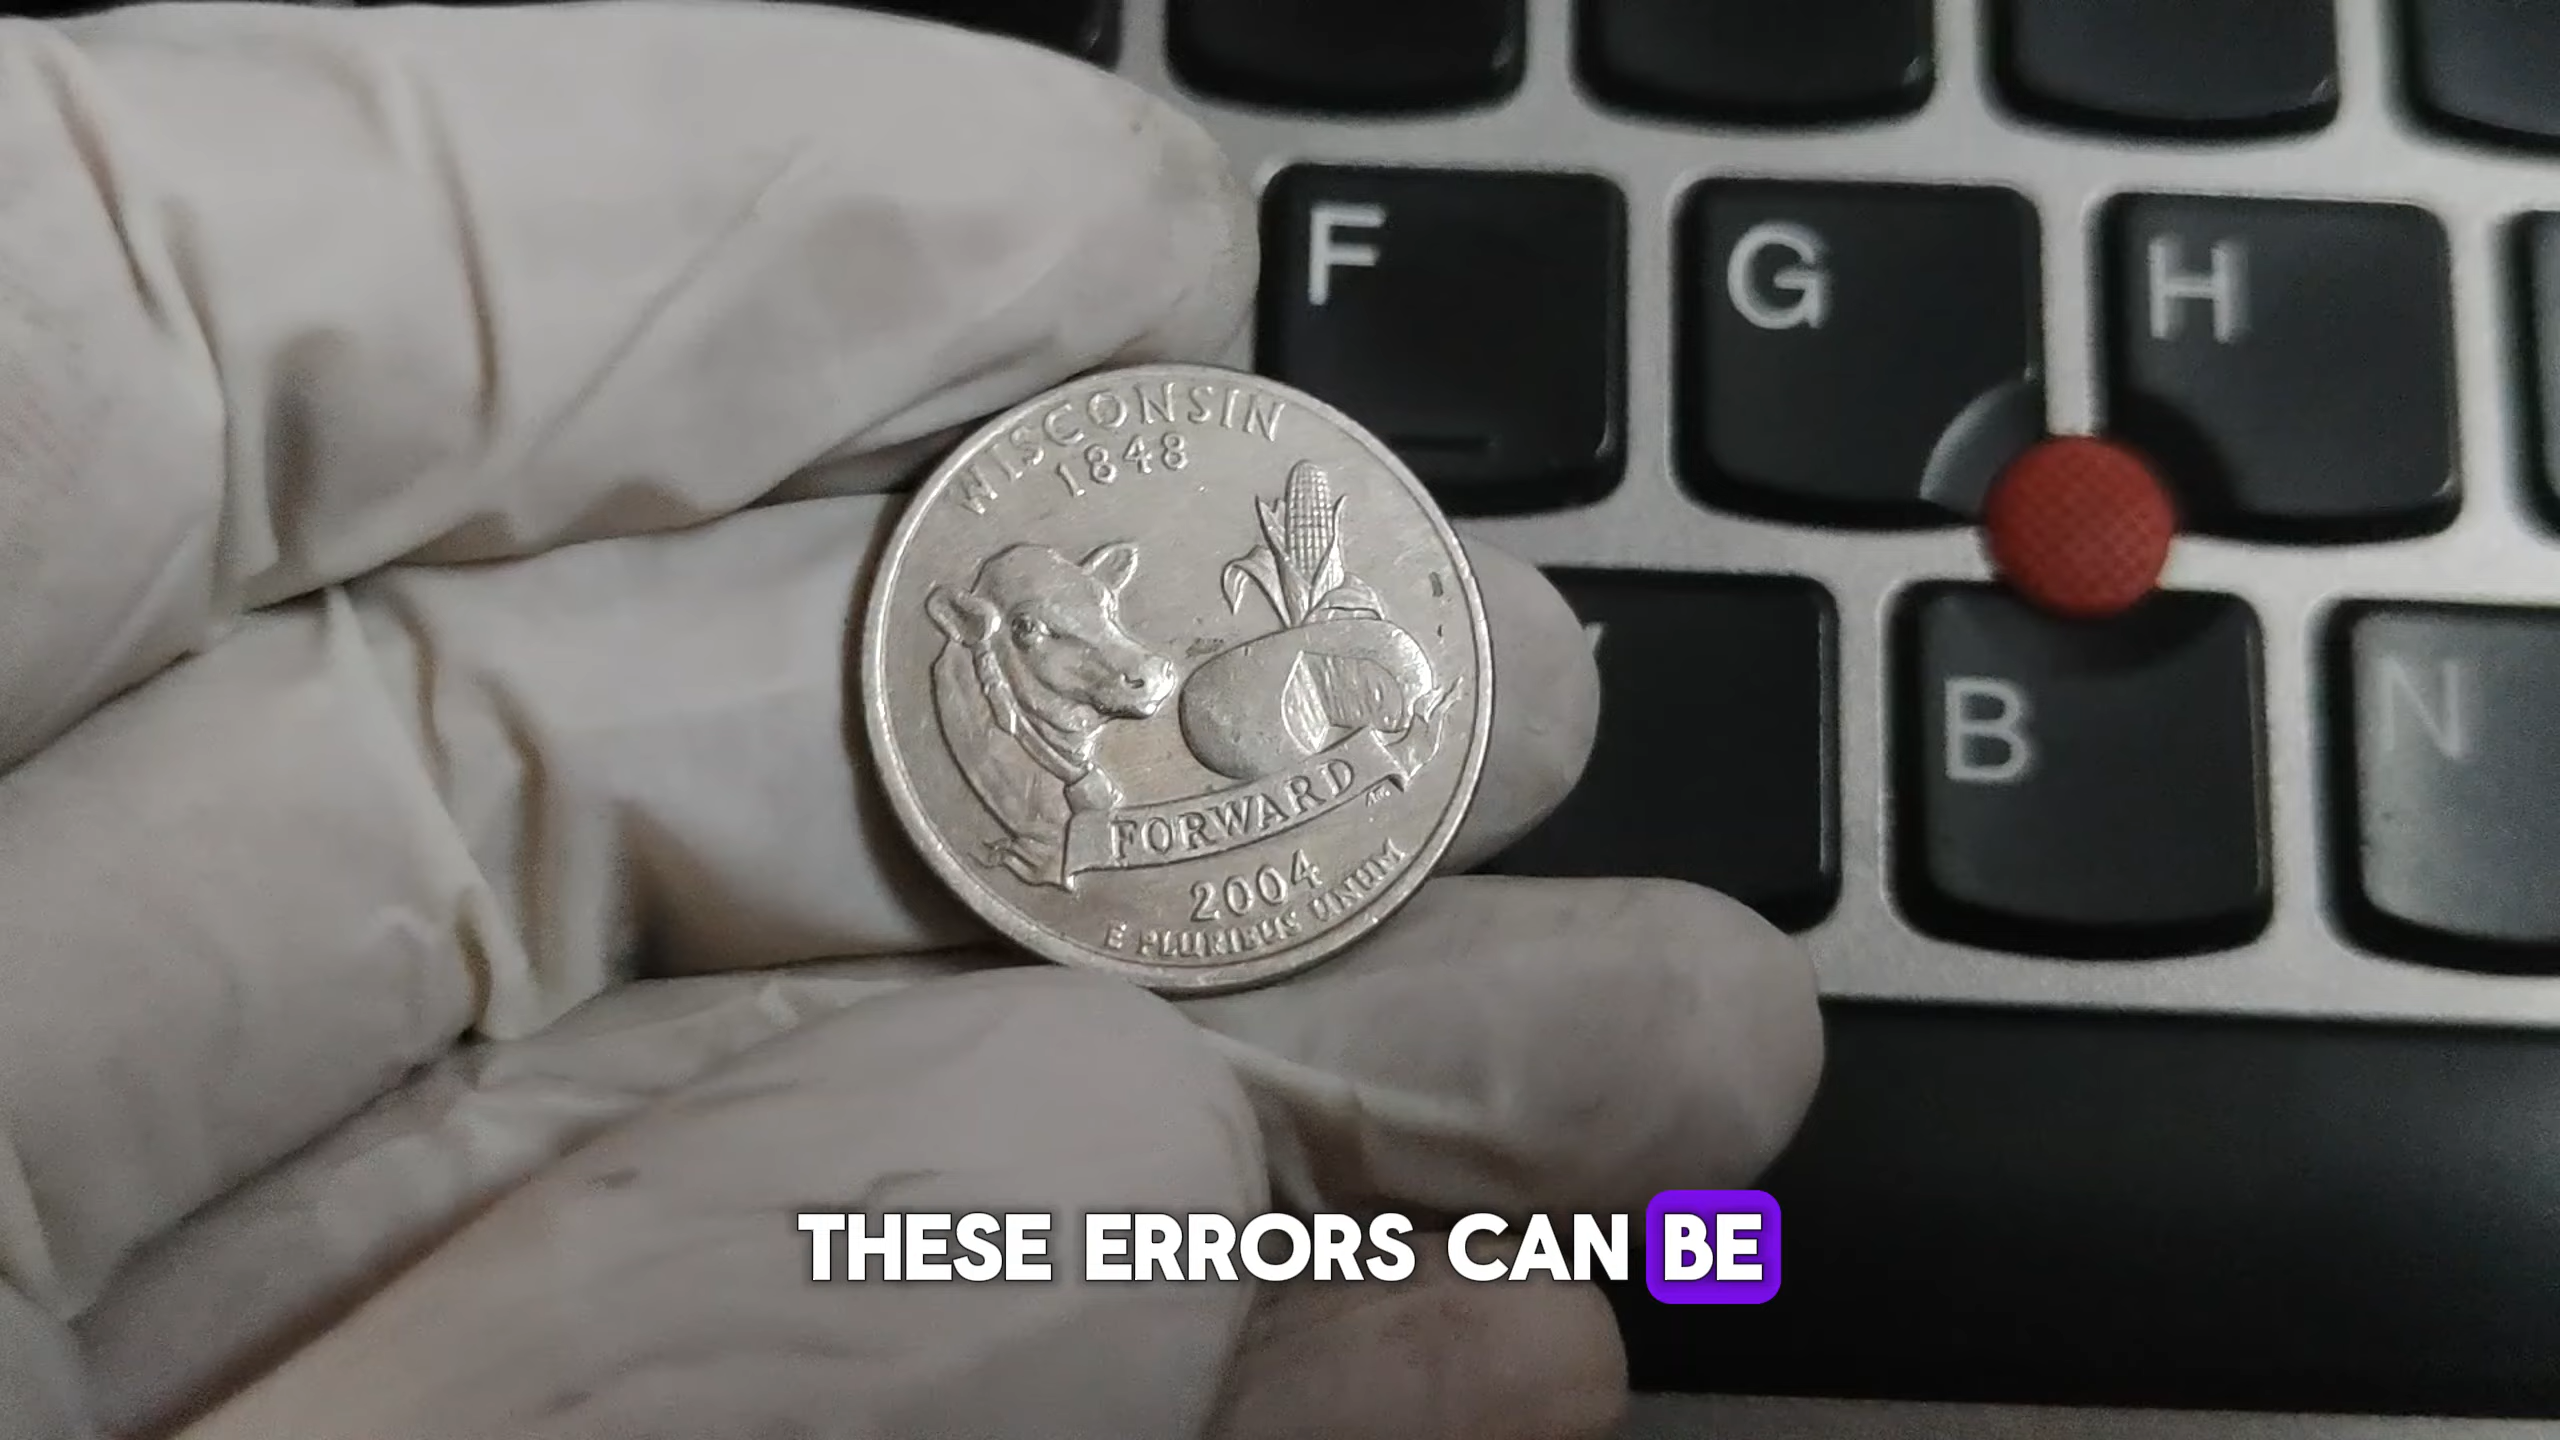 F
G
H
WISCONSIN
1848
B
N
FORWARD
2004
E PLURIBUS UNUM
THESE ERRORS CAN BE